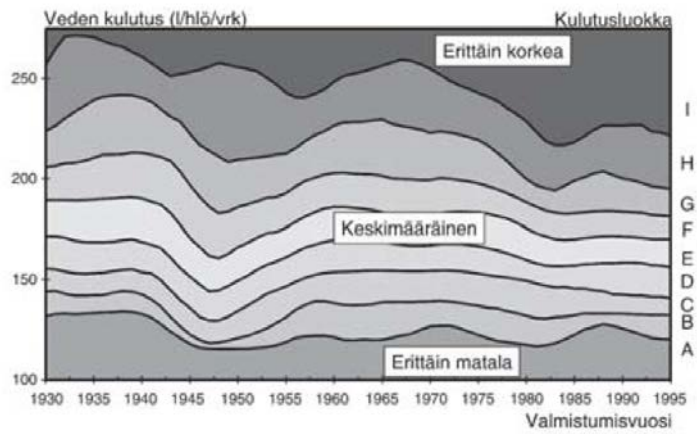 Veden kulutus (l/hlö/vrk) Kulutusluokka
Erittäin korkea
250
I
H
200
G
F
Keskimääräinen
E
150
D
C
B
A
Erittäin matala
100
1930 1935 1940 1945 1950 1955 1960 1965 1970 1975 1980 1985 1990 1995
Valmistumisvuosi